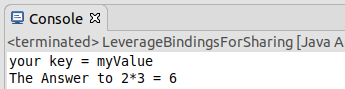 Console
<terminated> LeverageBindingsForSharing [Java A
your key = myValue
The Answer to 2*3 = 6